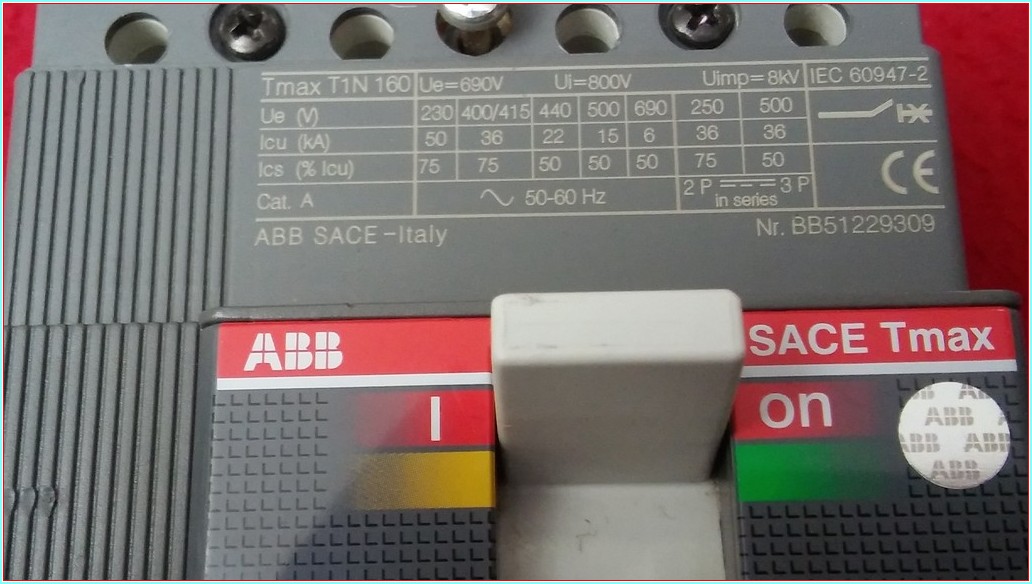 Tmax T1N 160 Ue=690V Ui=800V Uimp=8kV IEC 60947-2
Ue (V) 230 400/415 440 500 690 250 500
Icu (kA) 50 36 22 15 6 36 36
Ics (% Icu) 75 75 50 50 50 75 50
Cat. A 50-60 Hz 2 P 3 P
in series
CE
ABB SACE-Italy Nr. BB51229309
ABB SACE Tmax
I on
ABB
ABB ABB
ABB